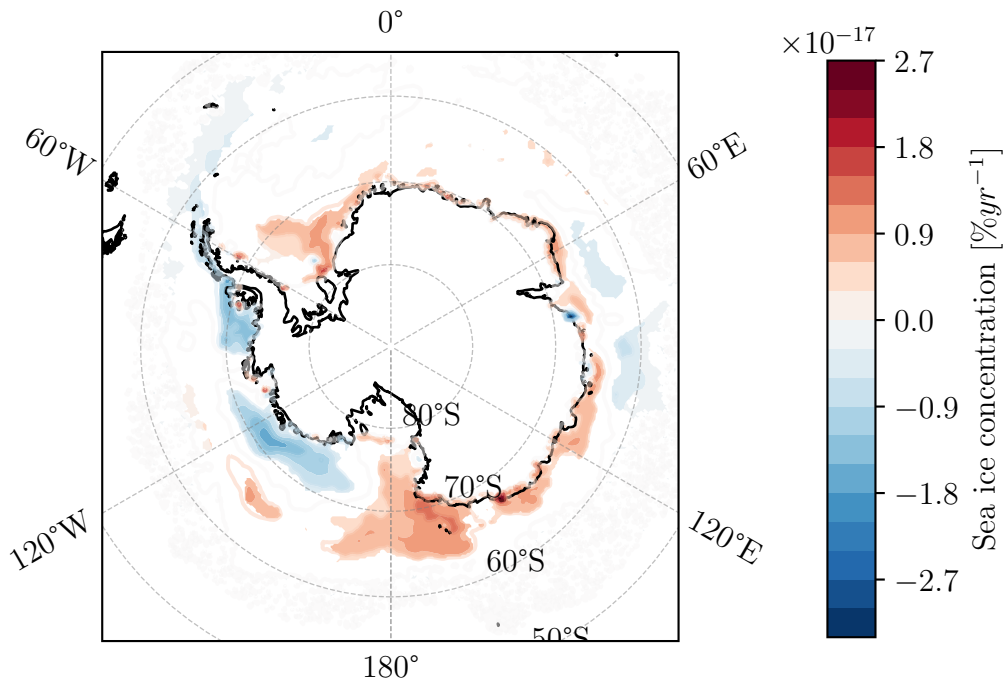 0°
×10⁻¹⁷
2.7
60°W
60°E
1.8
0.9
0.0
−0.9
−1.8
−2.7
Sea ice concentration [%yr⁻¹]
80°S
70°S
60°S
50°S
120°W
120°E
180°